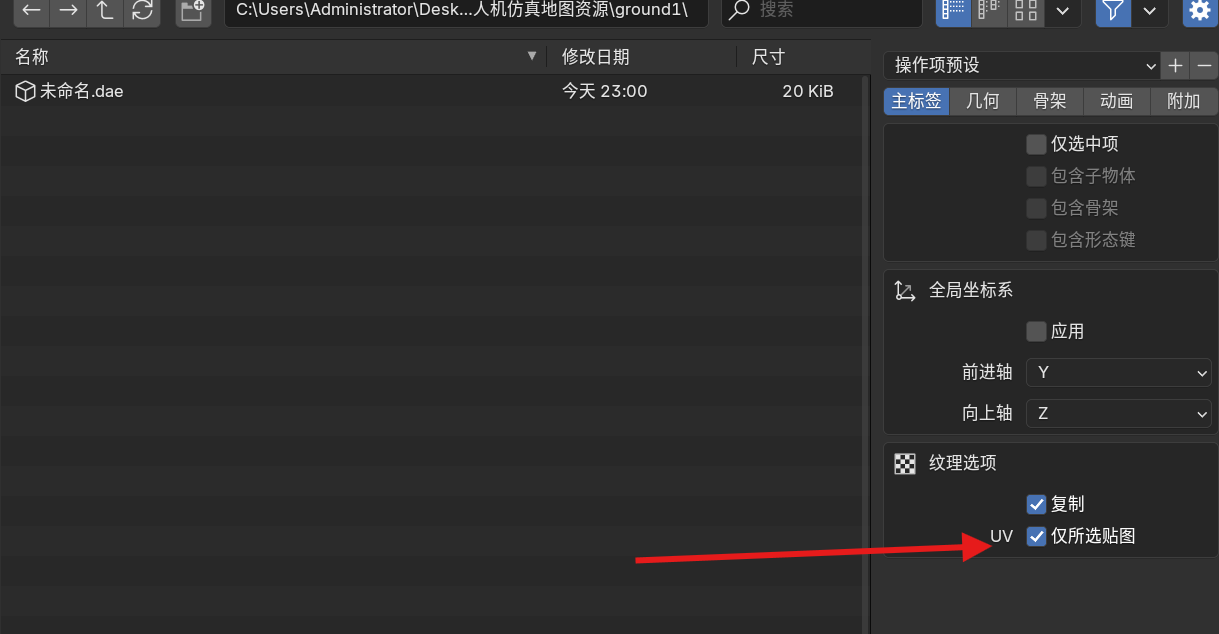 C:\Users\Administrator\Desk...人机仿真地图资源\ground1\
搜索
名称 修改日期 尺寸
未命名.dae 今天 23:00 20 KiB
操作项预设
主标签 几何 骨架 动画 附加
仅选中项
包含子物体
包含骨架
包含形态键
全局坐标系
应用
前进轴 Y
向上轴 Z
纹理选项
复制
UV 仅所选贴图